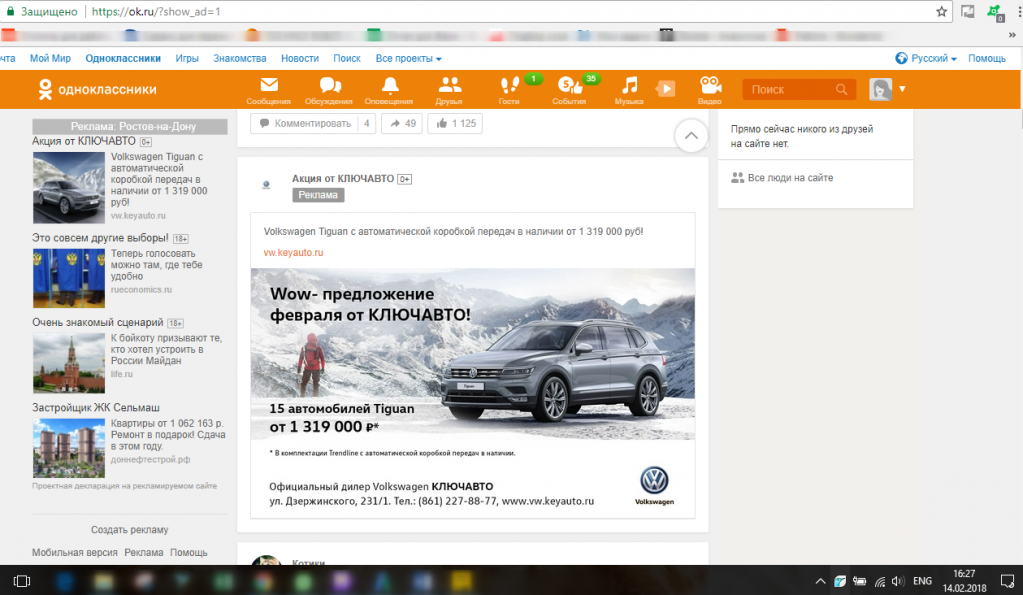 Защищено https://ok.ru/?show_ad=1
чта Мой Мир Одноклассники Игры Знакомства Новости Поиск Все проекты Русский Помощь
одноклассники Сообщения Обсуждения Оповещения Друзья Гости 1 События 5 35 Музыка Видео Поиск
Реклама: Ростов-на-Дону
Акция от КЛЮЧАВТО 0+
Volkswagen Tiguan с
автоматической
коробкой передач в
наличии от 1 319 000
руб!
vw.keyauto.ru
Это совсем другие выборы! 18+
Теперь голосовать
можно там, где тебе
удобно
rueconomics.ru
Очень знакомый сценарий 18+
К бойкоту призывают те,
кто хотел устроить в
России Майдан
life.ru
Застройщик ЖК Сельмаш
Квартиры от 1 062 163 р.
Ремонт в подарок! Сдача
в этом году.
доннефтестрой.рф
Проектная декларация на рекламируемом сайте
Создать рекламу
Мобильная версия Реклама Помощь
Комментировать 4 49 1 125
Акция от КЛЮЧАВТО 0+
Реклама
Volkswagen Tiguan с автоматической коробкой передач в наличии от 1 319 000 руб!
vw.keyauto.ru
Wow- предложение
февраля от КЛЮЧАВТО!
Tiguan
15 автомобилей Tiguan
от 1 319 000 ₽*
* В комплектации Trendline с автоматической коробкой передач в наличии.
Официальный дилер Volkswagen КЛЮЧАВТО
ул. Дзержинского, 231/1. Тел.: (861) 227-88-77, www.vw.keyauto.ru
Volkswagen
Котики
Прямо сейчас никого из друзей
на сайте нет.
Все люди на сайте
ENG
16:27
14.02.2018